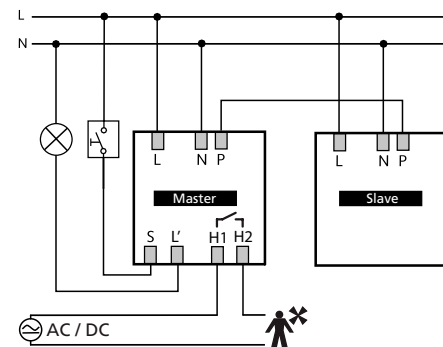 L
N
L N P
L N P
Master
Slave
S L' H1 H2
AC / DC